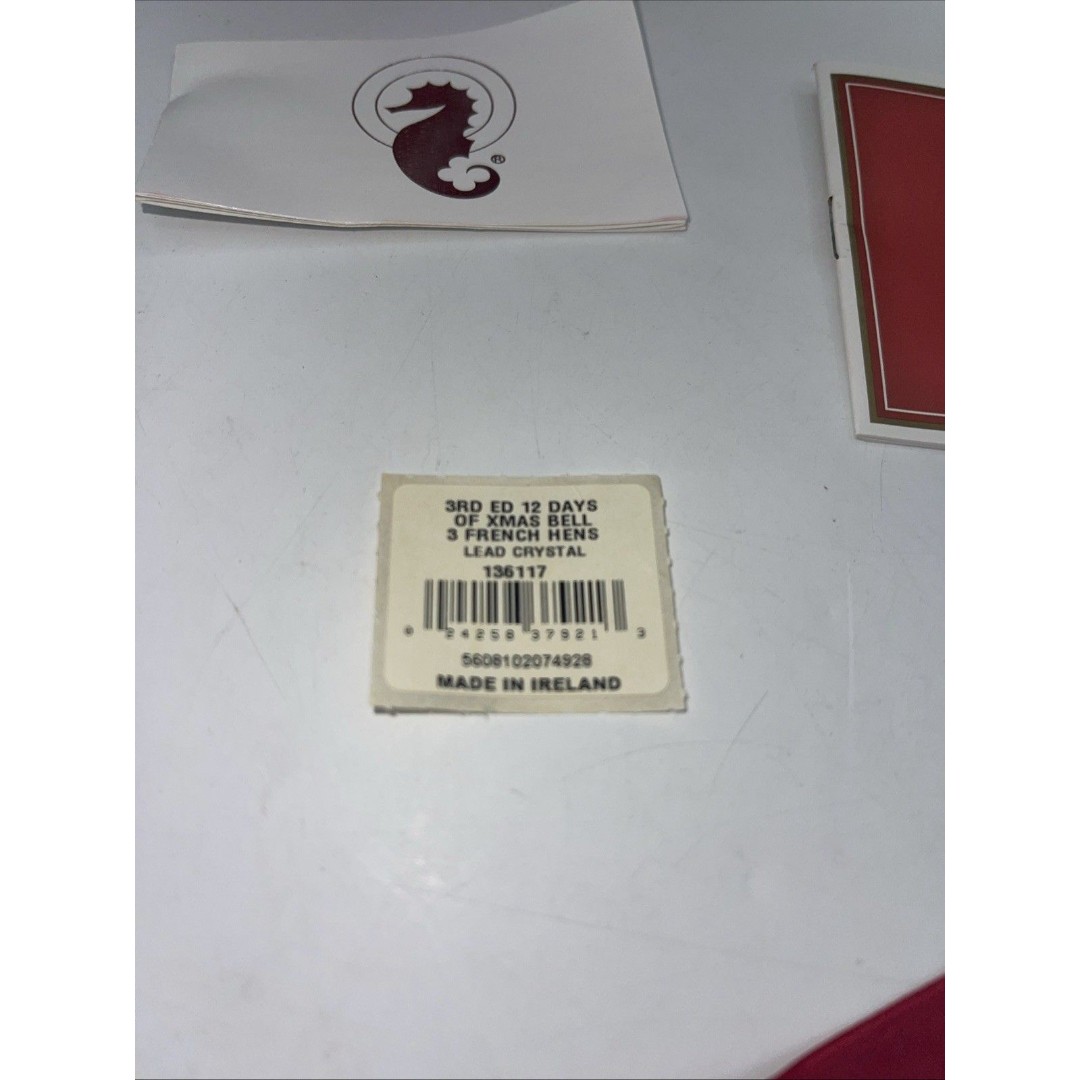 ®
3RD ED 12 DAYS
OF XMAS BELL
3 FRENCH HENS
LEAD CRYSTAL
136117
0 24258 37921 3
5608102074928
MADE IN IRELAND